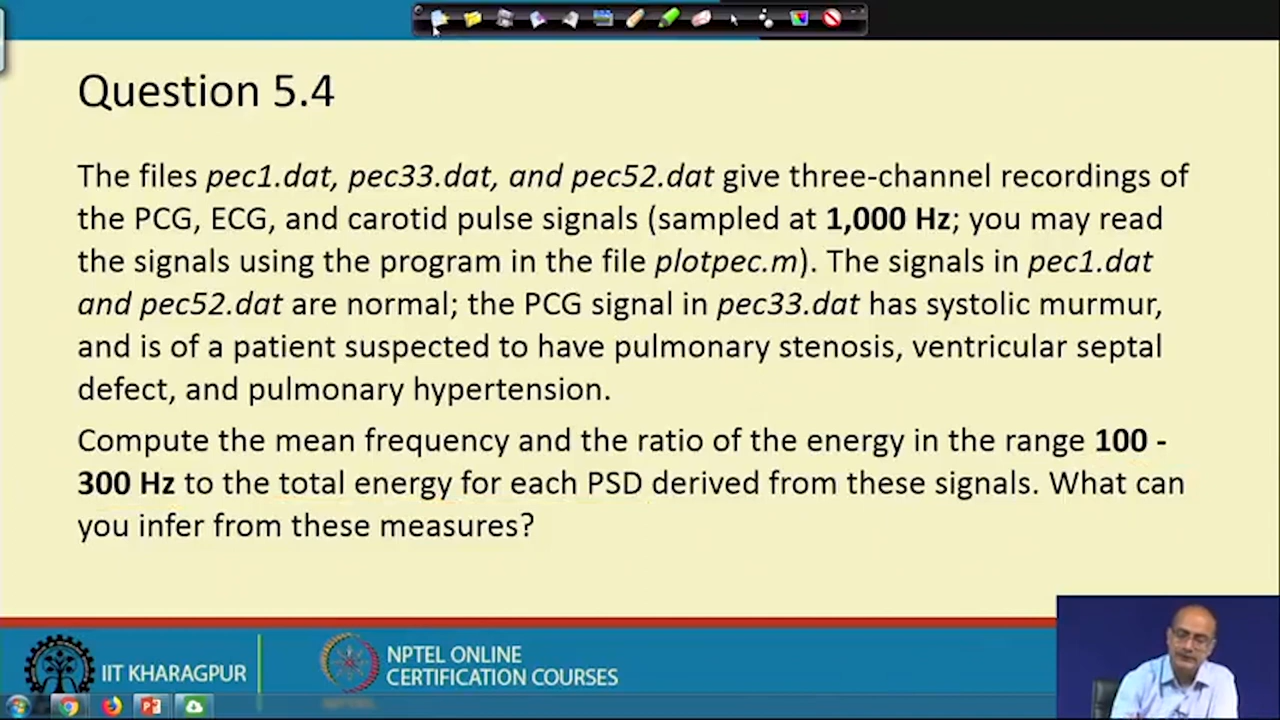 Question 5.4
The files pec1.dat, pec33.dat, and pec52.dat give three-channel recordings of
the PCG, ECG, and carotid pulse signals (sampled at 1,000 Hz; you may read
the signals using the program in the file plotpec.m). The signals in pec1.dat
and pec52.dat are normal; the PCG signal in pec33.dat has systolic murmur,
and is of a patient suspected to have pulmonary stenosis, ventricular septal
defect, and pulmonary hypertension.
Compute the mean frequency and the ratio of the energy in the range 100 -
300 Hz to the total energy for each PSD derived from these signals. What can
you infer from these measures?
IIT KHARAGPUR
NPTEL ONLINE
CERTIFICATION COURSES